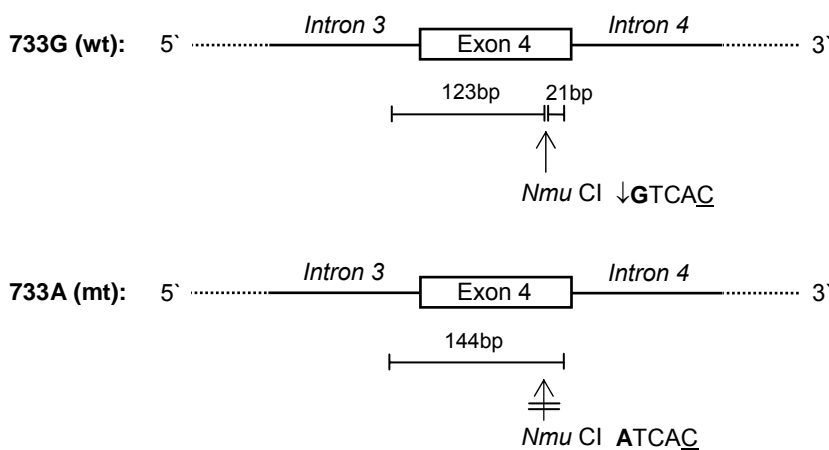 Intron 3 Intron 4
733G (wt): 5` Exon 4 3`
123bp 21bp
Nmu CI ↓GTCAC
Intron 3 Intron 4
733A (mt): 5` Exon 4 3`
144bp
Nmu CI ATCAC